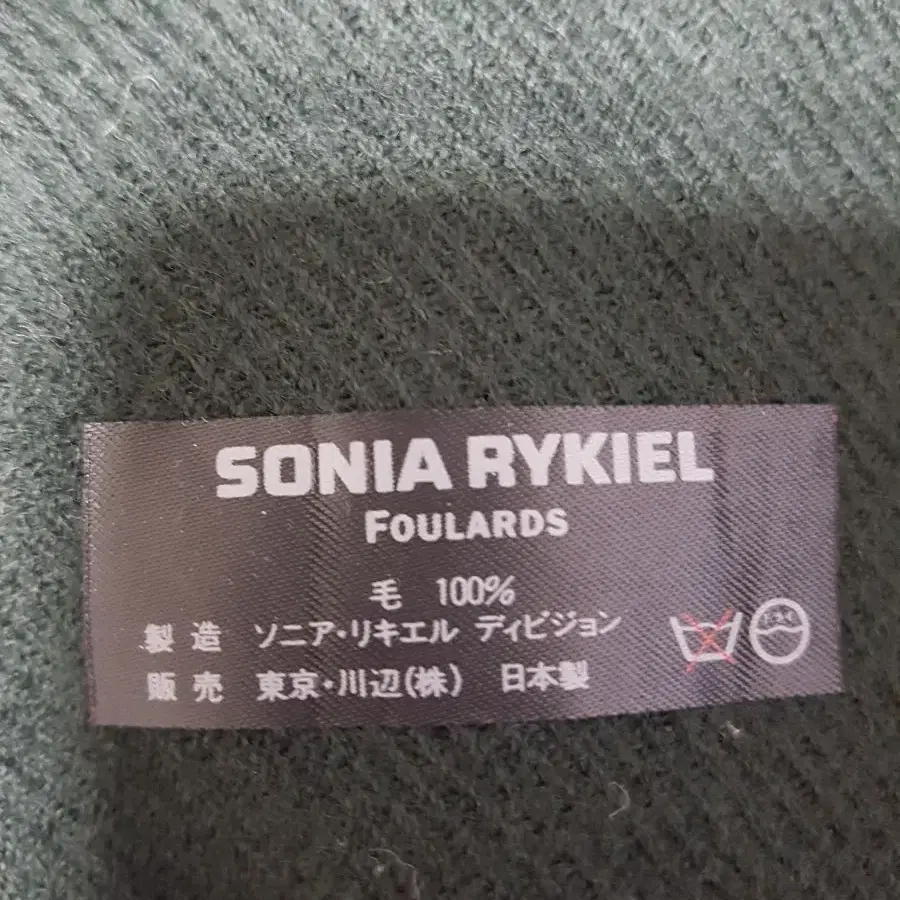 SONIA RYKIEL
FOULARDS
毛 100%
製造 ソニア・リキエル ディビジョン
販売 東京・川辺(株) 日本製